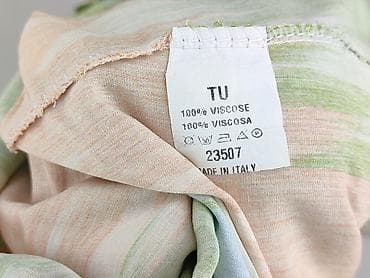 TU
100% VISCOSE
100% VISCOSA
23507
MADE IN ITALY